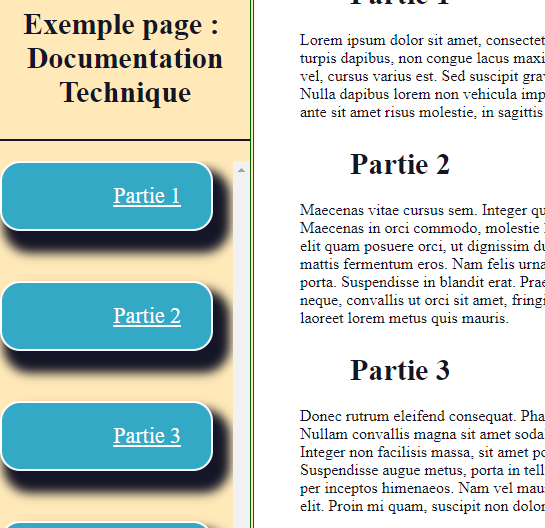 Exemple page :
Documentation
Technique
Partie 1
Partie 2
Partie 3
Partie 1
Lorem ipsum dolor sit amet, consectet
turpis dapibus, non congue lacus maxi
vel, cursus varius est. Sed suscipit gra
Nulla dapibus lorem non vehicula imp
ante sit amet risus molestie, in sagittis
Partie 2
Maecenas vitae cursus sem. Integer qu
Maecenas in orci commodo, molestie
elit quam posuere orci, ut dignissim du
mattis fermentum eros. Nam felis urna
porta. Suspendisse in blandit erat. Prae
neque, convallis ut orci sit amet, fringi
laoreet lorem metus quis mauris.
Partie 3
Donec rutrum eleifend consequat. Pha
Nullam convallis magna sit amet soda
Integer non facilisis massa, sit amet po
Suspendisse augue metus, porta in tell
per inceptos himenaeos. Nam vel mau
elit. Proin mi quam, suscipit non dolor